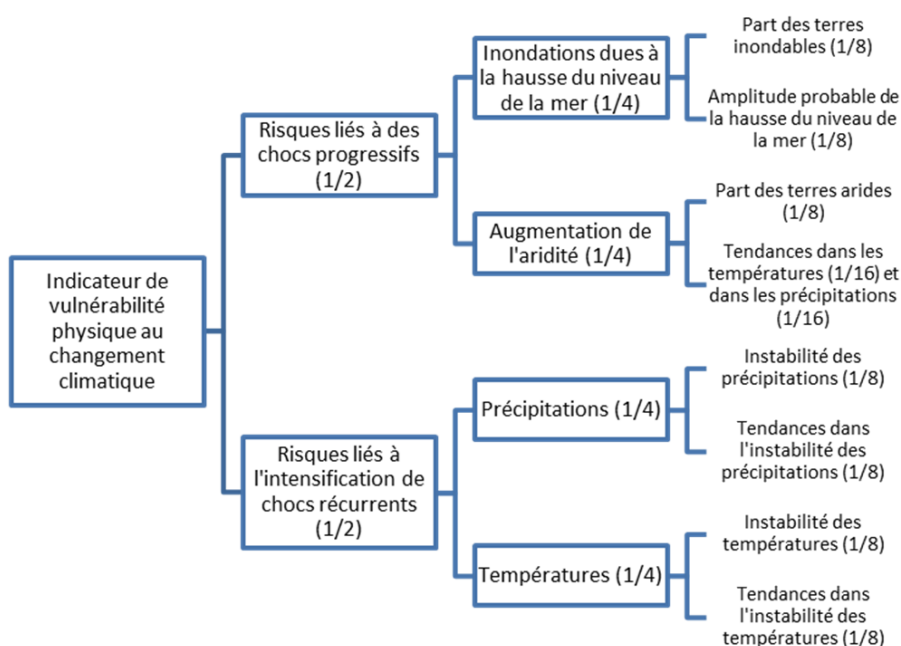 Indicateur de
vulnérabilité
physique au
changement
climatique
Risques liés à des
chocs progressifs
(1/2)
Inondations dues à
la hausse du niveau
de la mer (1/4)
Part des terres
inondables (1/8)
Amplitude probable de
la hausse du niveau de
la mer (1/8)
Augmentation de
l'aridité (1/4)
Part des terres arides
(1/8)
Tendances dans les
températures (1/16) et
dans les précipitations
(1/16)
Risques liés à
l'intensification de
chocs récurrents
(1/2)
Précipitations (1/4)
Instabilité des
précipitations (1/8)
Tendances dans
l'instabilité des
précipitations (1/8)
Températures (1/4)
Instabilité des
températures (1/8)
Tendances dans
l'instabilité des
températures (1/8)